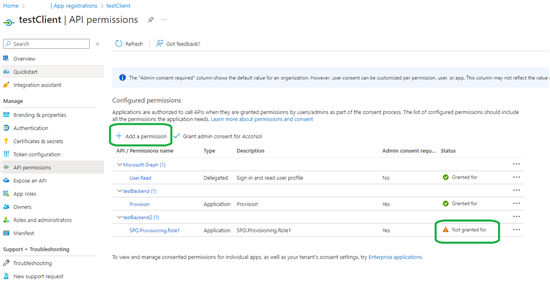 Home > | App registrations > testClient
testClient | API permissions
Search
Refresh | Got feedback?
Overview
Quickstart
Integration assistant
Manage
Branding & properties
Authentication
Certificates & secrets
Token configuration
API permissions
Expose an API
App roles
Owners
Roles and administrators
Manifest
Support + Troubleshooting
Troubleshooting
New support request
The "Admin consent required" column shows the default value for an organization. However, user consent can be customized per permission, user, or app. This column may not reflect the value
Configured permissions
Applications are authorized to call APIs when they are granted permissions by users/admins as part of the consent process. The list of configured permissions should include
all the permissions the application needs. Learn more about permissions and consent
Add a permission Grant admin consent for AccoNol
API / Permissions name Type Description Admin consent requ... Status
Microsoft Graph (1)
User.Read Delegated Sign in and read user profile No Granted for
testBackend (1)
Provision Application Provision Yes Granted for
testBackend2 (1)
SPO.Provisioning.Role1 Application SPO.Provisioning.Role1 Yes Not granted for
To view and manage consented permissions for individual apps, as well as your tenant's consent settings, try Enterprise applications.